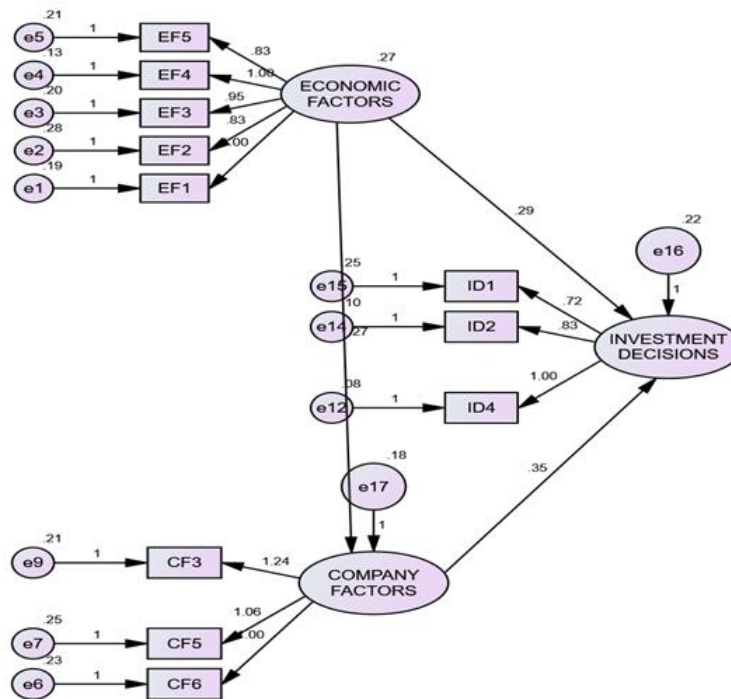 .21
e5 1 EF5 .83
.13
e4 1 EF4 1.00
.20
e3 1 EF3 .95
.28
e2 1 EF2 .83
.19
e1 1 EF1 .00
.27
ECONOMIC
FACTORS
.29
.22
e16
1
.25
e15 1 ID1 .72
.10
e14 1 ID2 .83
.27
INVESTMENT
DECISIONS
.08
e12 1 ID4 1.00
.35
.18
e17
1
.21
e9 1 CF3 1.24
COMPANY
FACTORS
.25
e7 1 CF5 1.06
.23
e6 1 CF6 .00